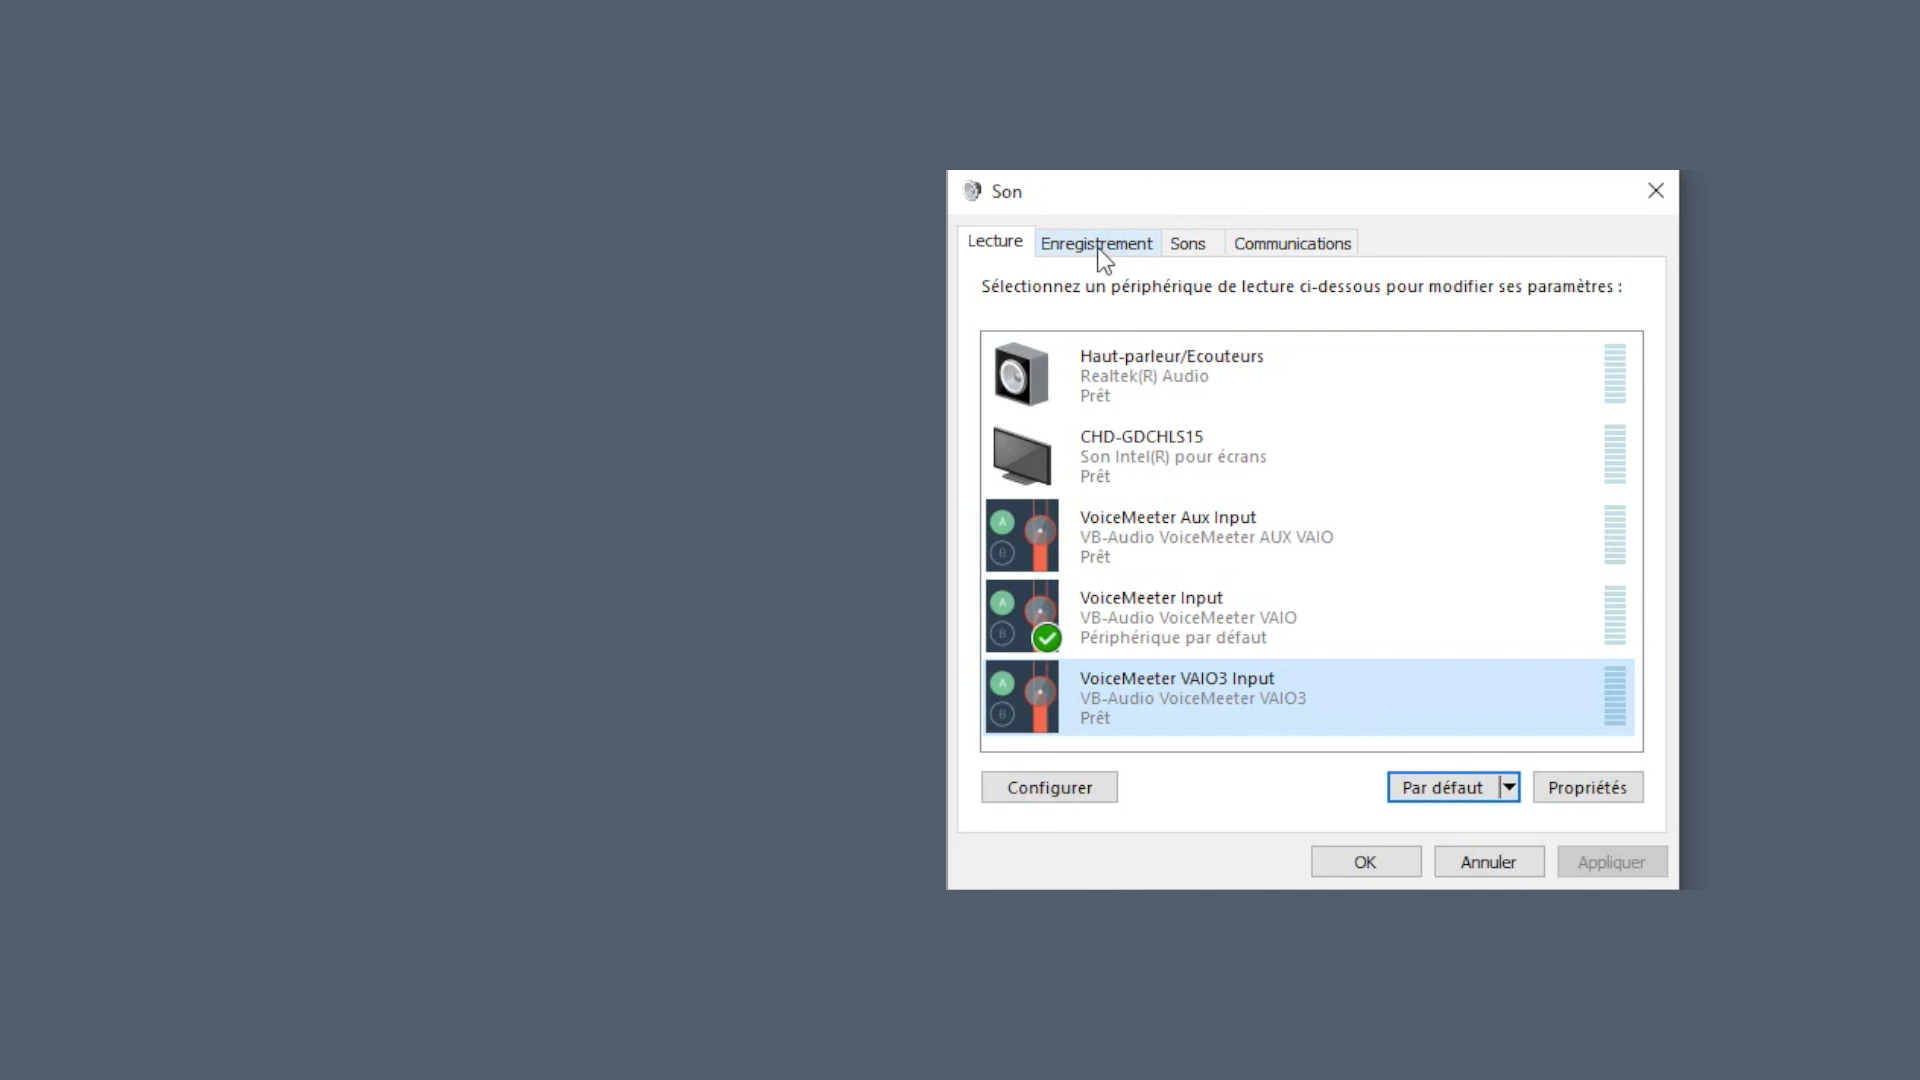 Son
Lecture
Enregistrement
Sons
Communications
Sélectionnez un périphérique de lecture ci-dessous pour modifier ses paramètres :
Haut-parleur/Ecouteurs
Realtek(R) Audio
Prêt
CHD-GDCHLS15
Son Intel(R) pour écrans
Prêt
A
B
VoiceMeeter Aux Input
VB-Audio VoiceMeeter AUX VAIO
Prêt
A
B
VoiceMeeter Input
VB-Audio VoiceMeeter VAIO
Périphérique par défaut
A
B
VoiceMeeter VAIO3 Input
VB-Audio VoiceMeeter VAIO3
Prêt
Configurer
Par défaut
Propriétés
OK
Annuler
Appliquer